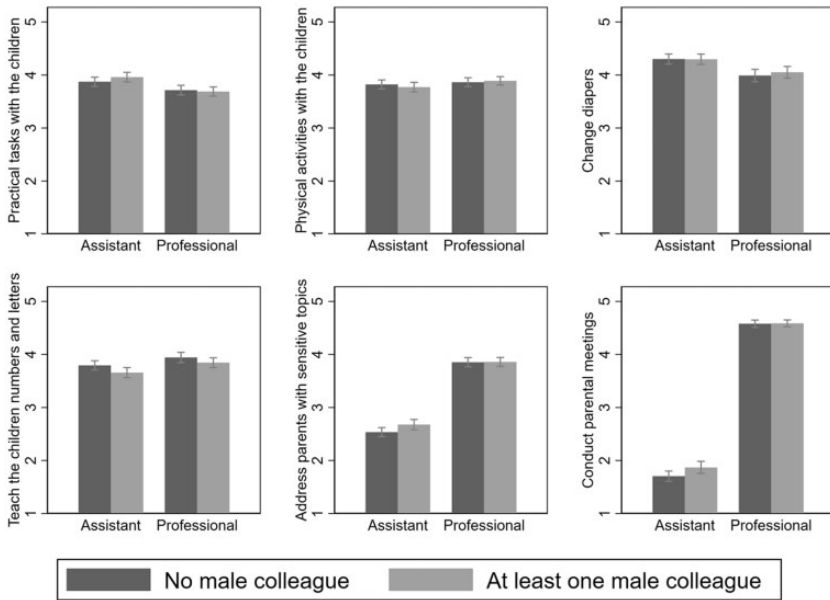 Practical tasks with the children
5
4
3
2
1
Assistant Professional
Physical activities with the children
5
4
3
2
1
Assistant Professional
Change diapers
5
4
3
2
1
Assistant Professional
Teach the children numbers and letters
5
4
3
2
1
Assistant Professional
Address parents with sensitive topics
5
4
3
2
1
Assistant Professional
Conduct parental meetings
5
4
3
2
1
Assistant Professional
No male colleague At least one male colleague